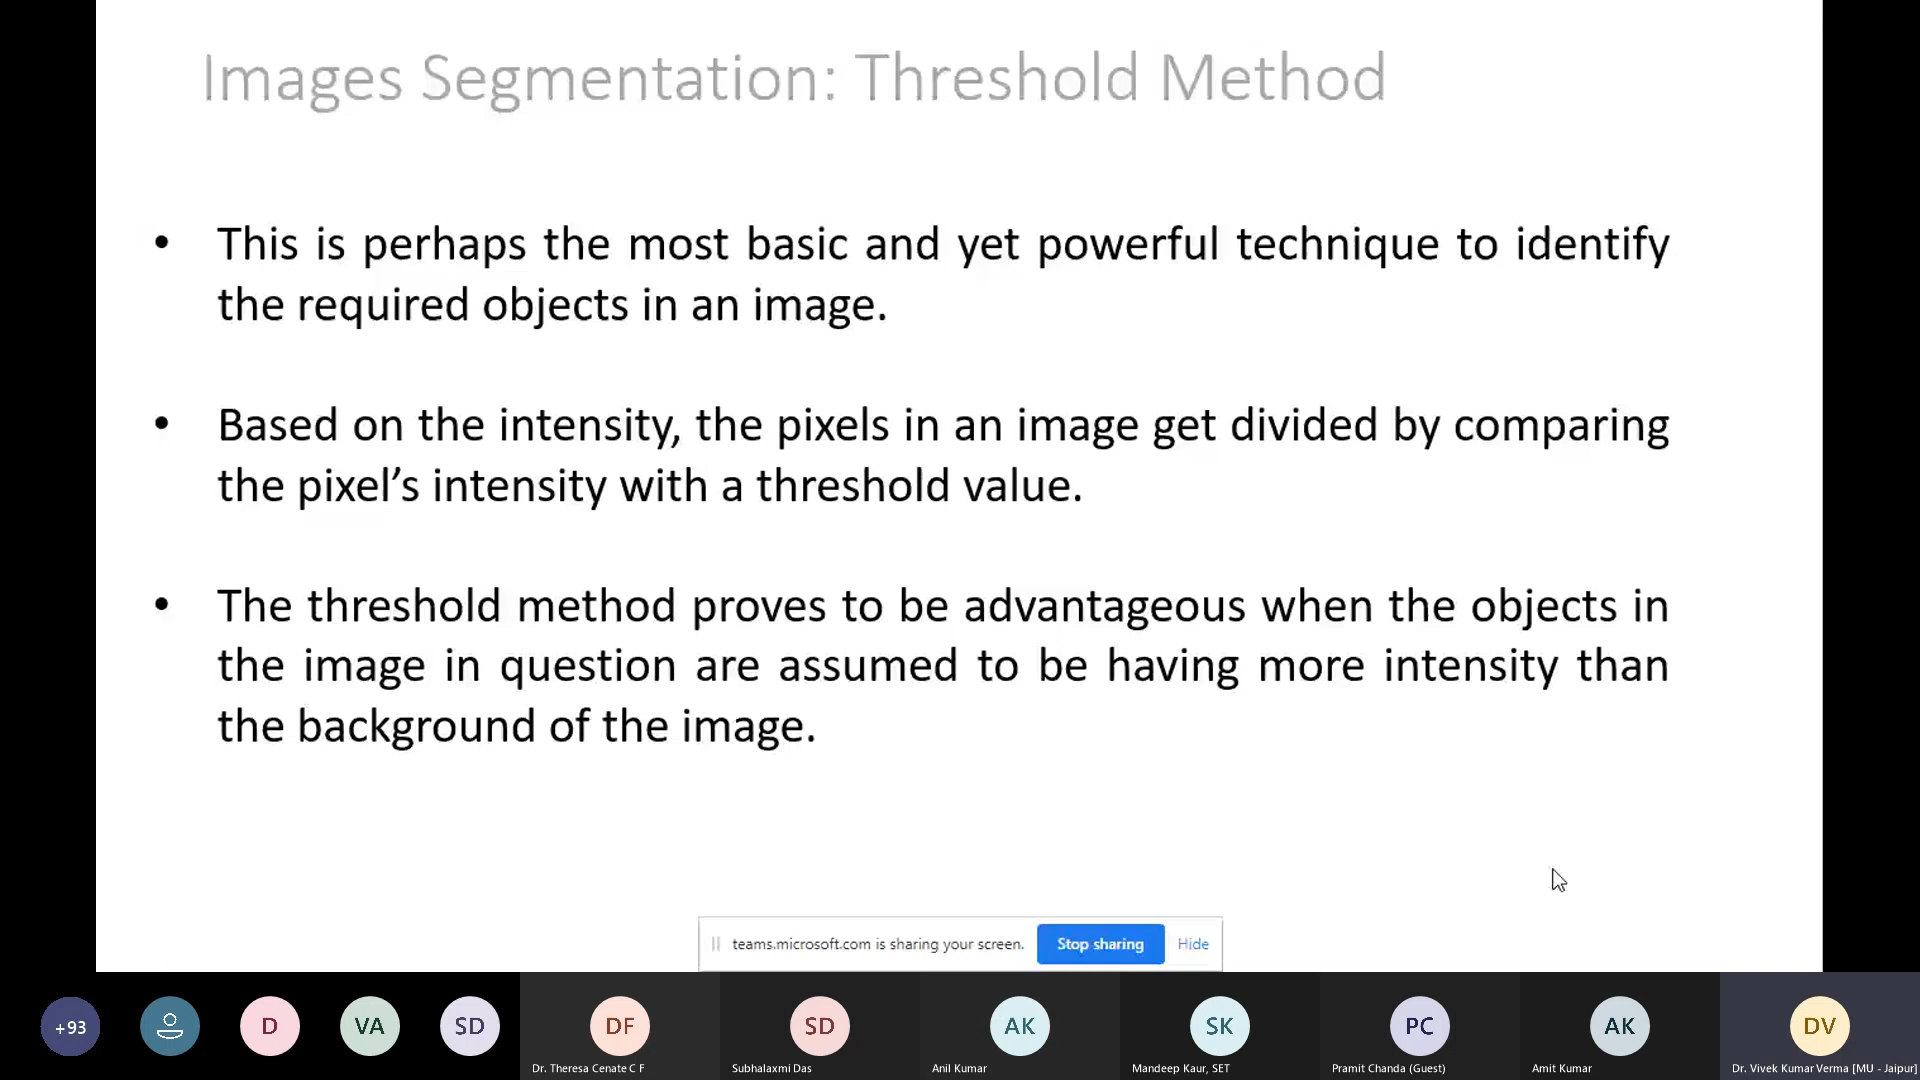 Images Segmentation: Threshold Method
• This is perhaps the most basic and yet powerful technique to identify
the required objects in an image.
• Based on the intensity, the pixels in an image get divided by comparing
the pixel’s intensity with a threshold value.
• The threshold method proves to be advantageous when the objects in
the image in question are assumed to be having more intensity than
the background of the image.
teams.microsoft.com is sharing your screen. Stop sharing Hide
+93 D VA SD DF SD AK SK PC AK DV
Dr. Theresa Cenate C F Subhalaxmi Das Anil Kumar Mandeep Kaur, SET Pramit Chanda (Guest) Amit Kumar Dr. Vivek Kumar Verma [MU - Jaipur]